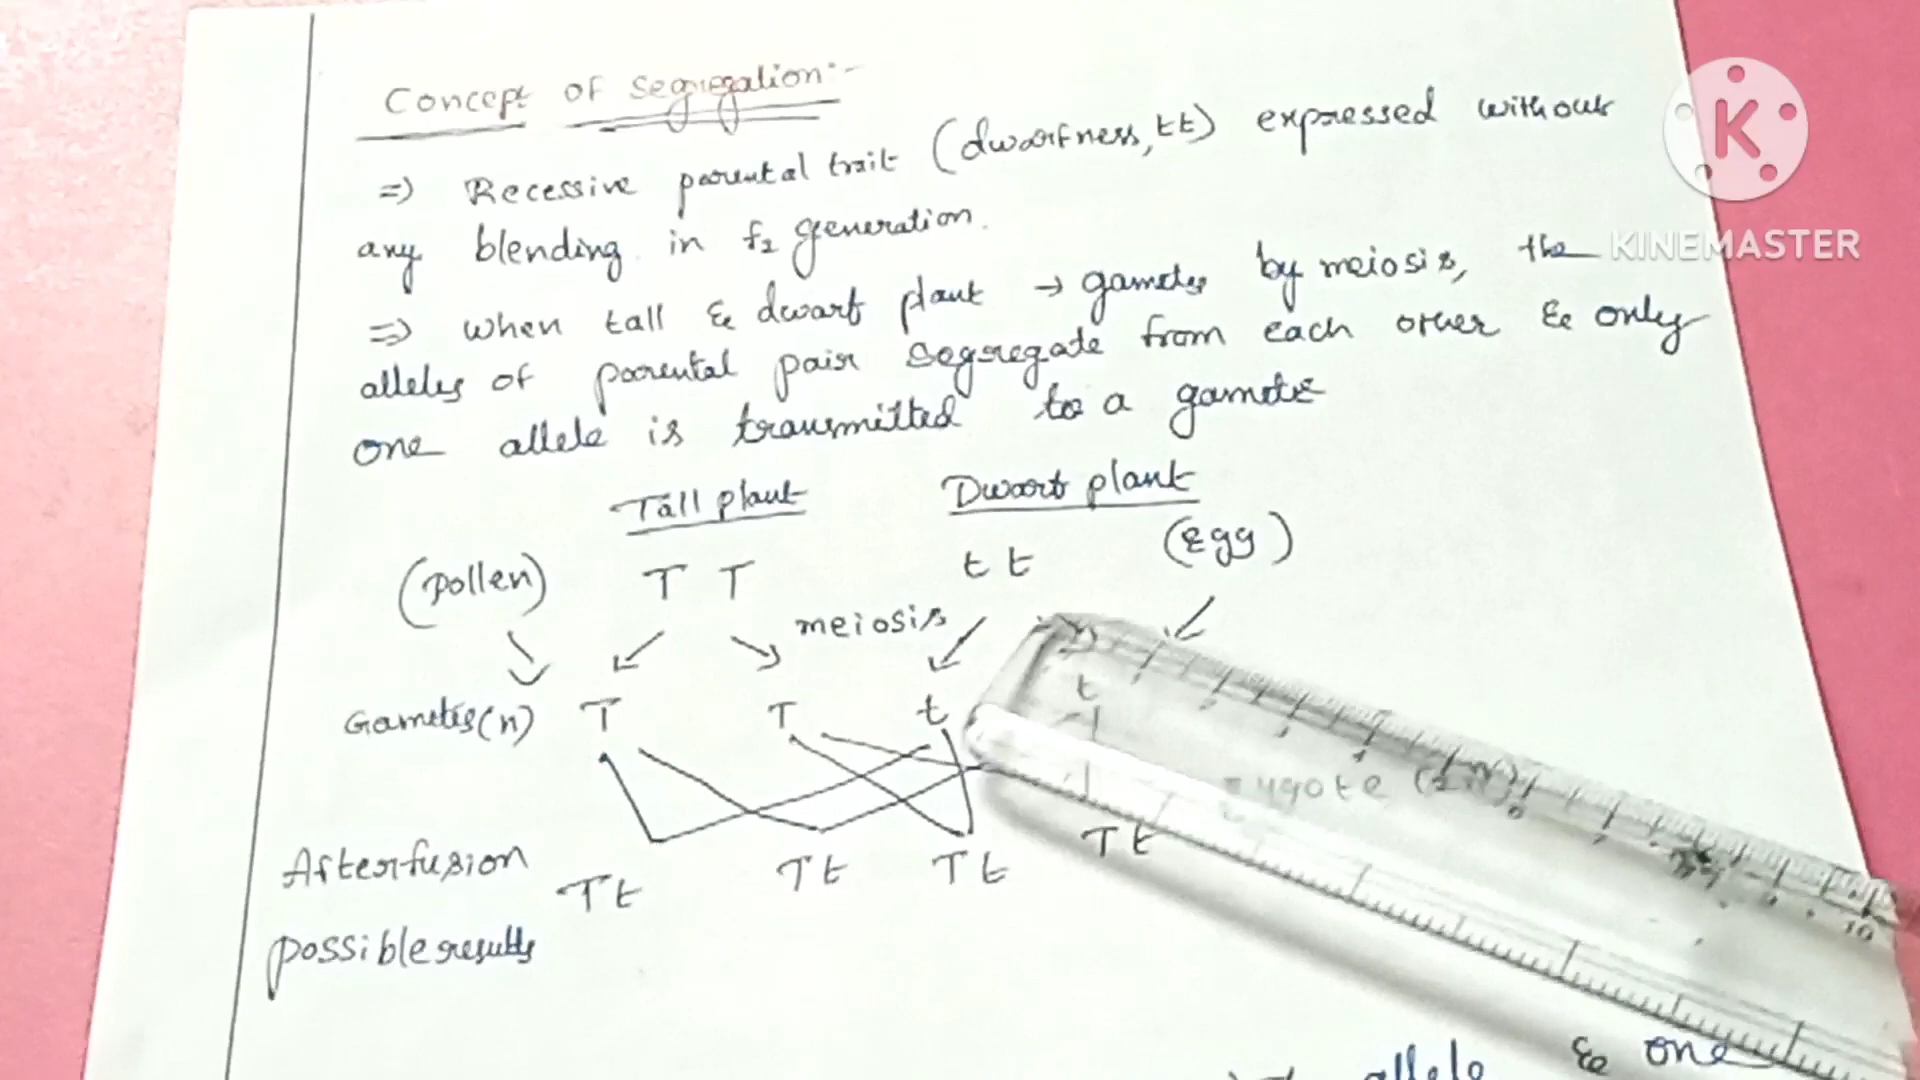 Concept of Segregation:-
=) Recessive parental trait (dwarfness, tt) expressed without
any blending in f2 generation.
=) when tall & dwarf plant → gametes by meiosis, the
alleles of parental pair segregate from each other & only
one allele is transmitted to a gamete
Tall plant Dwarf plant
(pollen) T T t t (Egg)
meiosis
Gametes(n) T T t t
Zygote (2n)
After fusion Tt Tt Tt Tt
possible results
allele & one
K
KINEMASTER